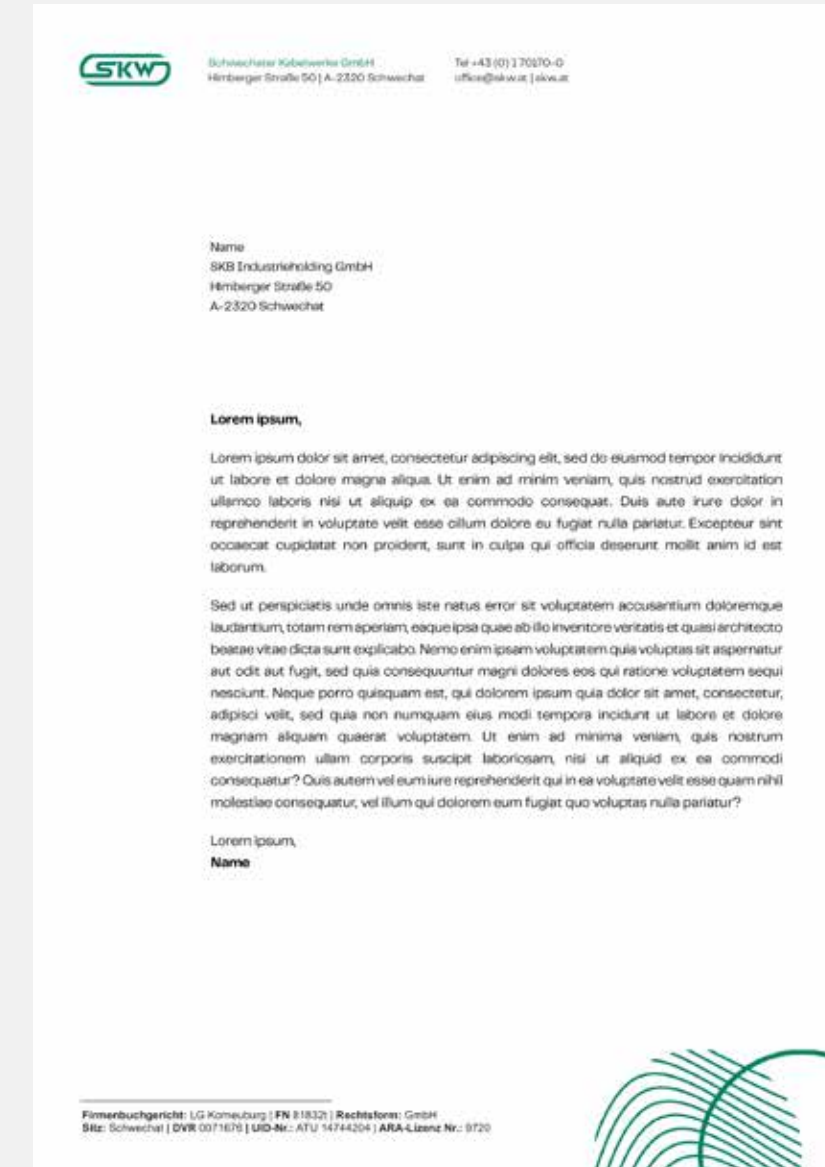 SKW
Schwechater Kabelwerke GmbH
Himberger Straße 50 | A-2320 Schwechat
Tel +43 (0) 1 70170-0
office@skw.at | skw.at
Name
SKB Industrieholding GmbH
Himberger Straße 50
A-2320 Schwechat
Lorem ipsum,
Lorem ipsum dolor sit amet, consectetur adipiscing elit, sed do eiusmod tempor incididunt
ut labore et dolore magna aliqua. Ut enim ad minim veniam, quis nostrud exercitation
ullamco laboris nisi ut aliquip ex ea commodo consequat. Duis aute irure dolor in
reprehenderit in voluptate velit esse cillum dolore eu fugiat nulla pariatur. Excepteur sint
occaecat cupidatat non proident, sunt in culpa qui officia deserunt mollit anim id est
laborum.
Sed ut perspiciatis unde omnis iste natus error sit voluptatem accusantium doloremque
laudantium, totam rem aperiam, eaque ipsa quae ab illo inventore veritatis et quasi architecto
beatae vitae dicta sunt explicabo. Nemo enim ipsam voluptatem quia voluptas sit aspernatur
aut odit aut fugit, sed quia consequuntur magni dolores eos qui ratione voluptatem sequi
nesciunt. Neque porro quisquam est, qui dolorem ipsum quia dolor sit amet, consectetur,
adipisci velit, sed quia non numquam eius modi tempora incidunt ut labore et dolore
magnam aliquam quaerat voluptatem. Ut enim ad minima veniam, quis nostrum
exercitationem ullam corporis suscipit laboriosam, nisi ut aliquid ex ea commodi
consequatur? Quis autem vel eum iure reprehenderit qui in ea voluptate velit esse quam nihil
molestiae consequatur, vel illum qui dolorem eum fugiat quo voluptas nulla pariatur?
Lorem ipsum,
Name
Firmenbuchgericht: LG Korneuburg | FN 81832t | Rechtsform: GmbH
Sitz: Schwechat | DVR 0071676 | UID-Nr.: ATU 14744204 | ARA-Lizenz Nr.: 9720